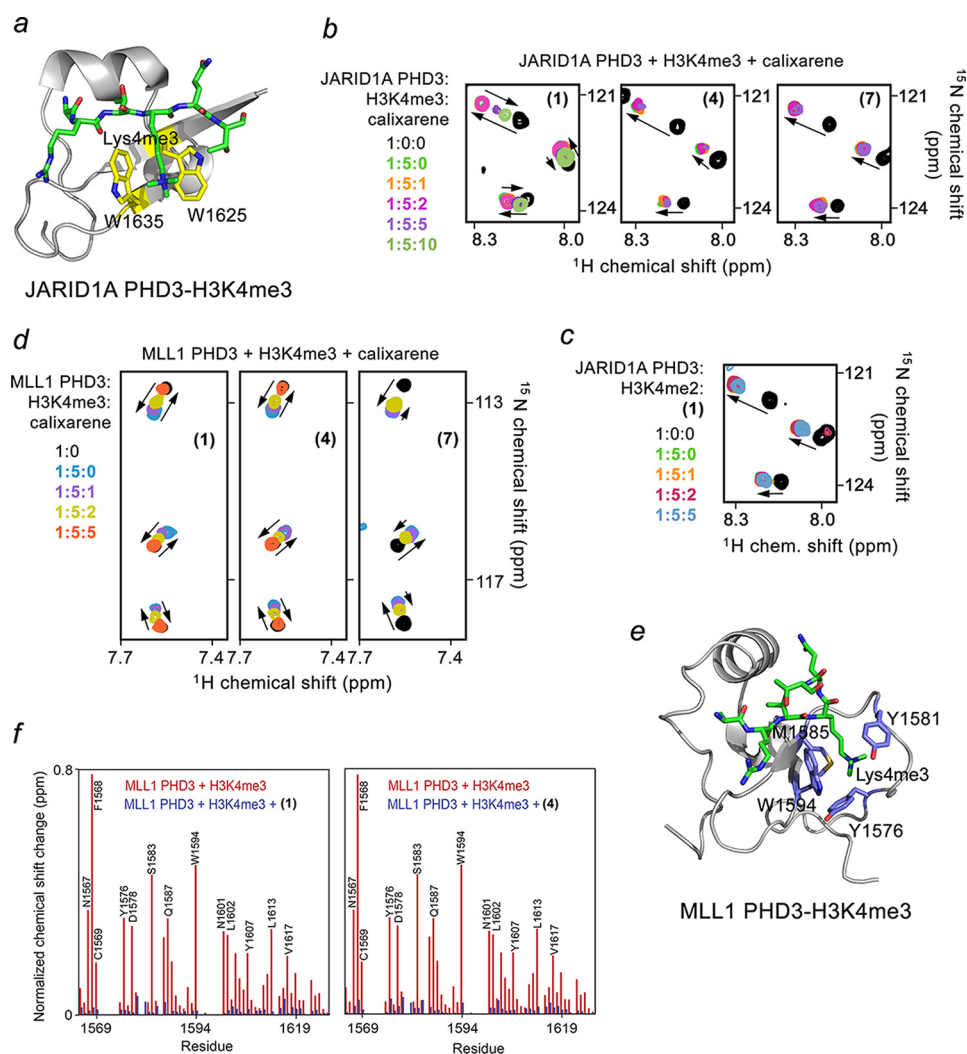 a
Lys4me3
W1635
W1625
JARID1A PHD3-H3K4me3
b
JARID1A PHD3 + H3K4me3 + calixarene
JARID1A PHD3:
H3K4me3:
calixarene
1:0:0
1:5:0
1:5:1
1:5:2
1:5:5
1:5:10
(1)
(4)
(7)
121
124
8.3 8.0
8.3 8.0
8.3 8.0
¹H chemical shift (ppm)
¹⁵N Chemical shift (ppm)
d
MLL1 PHD3 + H3K4me3 + calixarene
MLL1 PHD3:
H3K4me3:
calixarene
1:0
1:5:0
1:5:1
1:5:2
1:5:5
(1)
(4)
(7)
113
117
7.7 7.4
7.7 7.4
7.7 7.4
¹H chemical shift (ppm)
¹⁵N chemical shift (ppm)
c
JARID1A PHD3:
H3K4me2:
(1)
1:0:0
1:5:0
1:5:1
1:5:2
1:5:5
121
124
8.3 8.0
¹H chem. shift (ppm)
¹⁵N chemical shift (ppm)
e
M1585
Y1581
Lys4me3
W1594
Y1576
MLL1 PHD3-H3K4me3
f
Normalized chemical shift change (ppm)
0.8
0
MLL1 PHD3 + H3K4me3
MLL1 PHD3 + H3K4me3 + (1)
N1567
F1568
C1569
Y1576
D1578
S1583
Q1587
W1594
N1601
L1602
Y1607
L1613
V1617
1569 1594 1619
Residue
MLL1 PHD3 + H3K4me3
MLL1 PHD3 + H3K4me3 + (4)
N1567
F1568
C1569
Y1576
D1578
S1583
Q1587
W1594
N1601
L1602
Y1607
L1613
V1617
1569 1594 1619
Residue